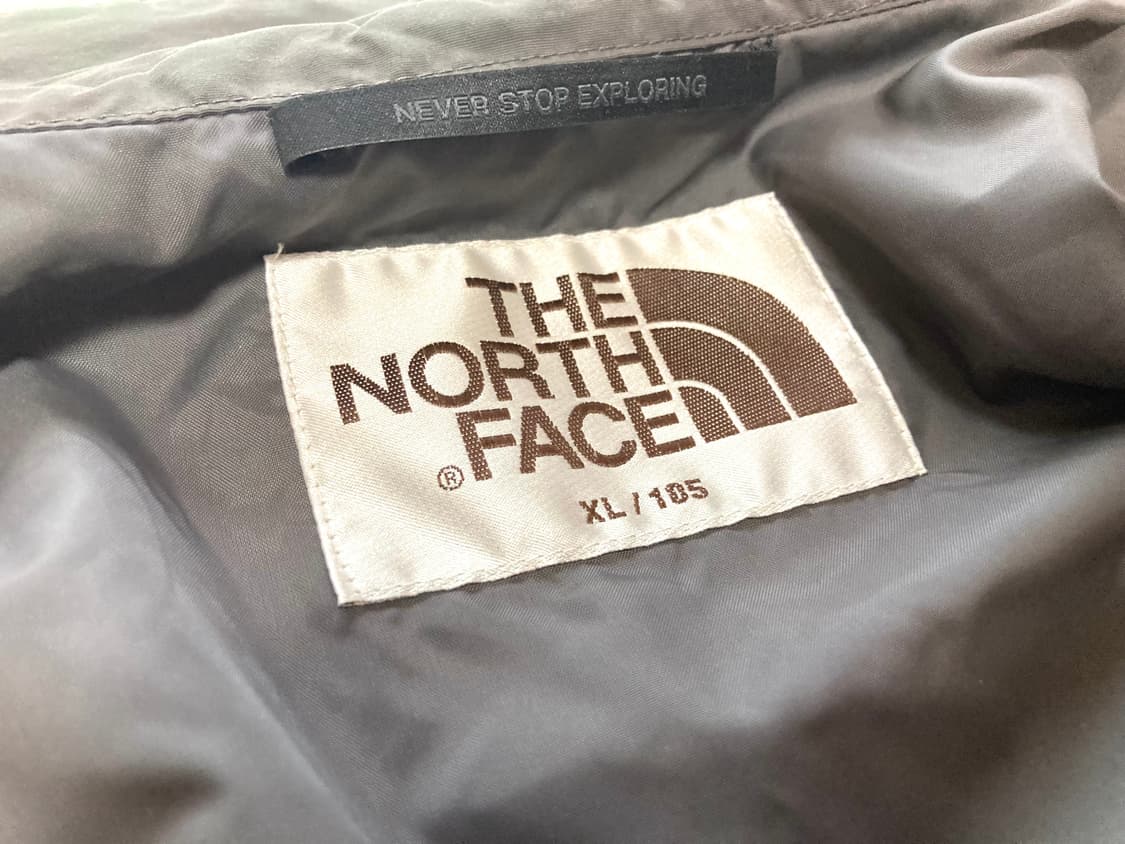 NEVER STOP EXPLORING
THE
NORTH
FACE
®
XL / 105